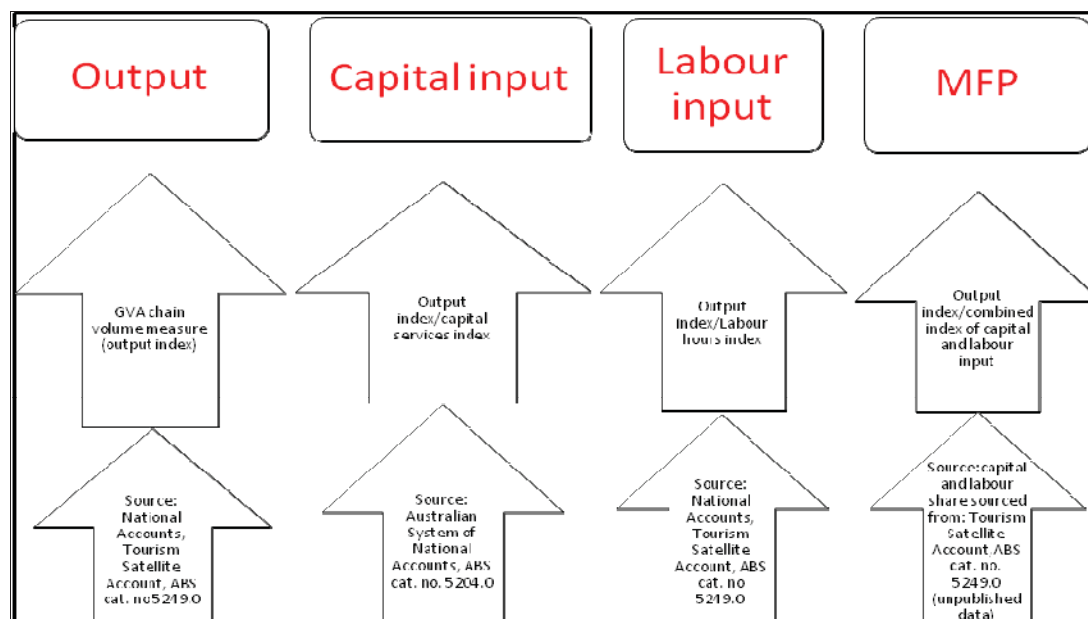 Output
Capital input
Labour
input
MFP
GVA chain
volume measure
(output index)
Output
index/capital
services index
Output
Index/Labour
hours index
Output
index/combined
index of capital
and labour
input
Source:
National
Accounts,
Tourism
Satellite
Account, ABS
cat. no5249.0
Source:
Australian
System of
National
Accounts, ABS
cat. no. 5204.0
Source:
National
Accounts,
Tourism
Satellite
Account, ABS
cat. no
5249.0
Source:capital
and labour
share sourced
from: Tourism
Satellite
Account,ABS
cat. no.
5249.0
(unpublished
data)